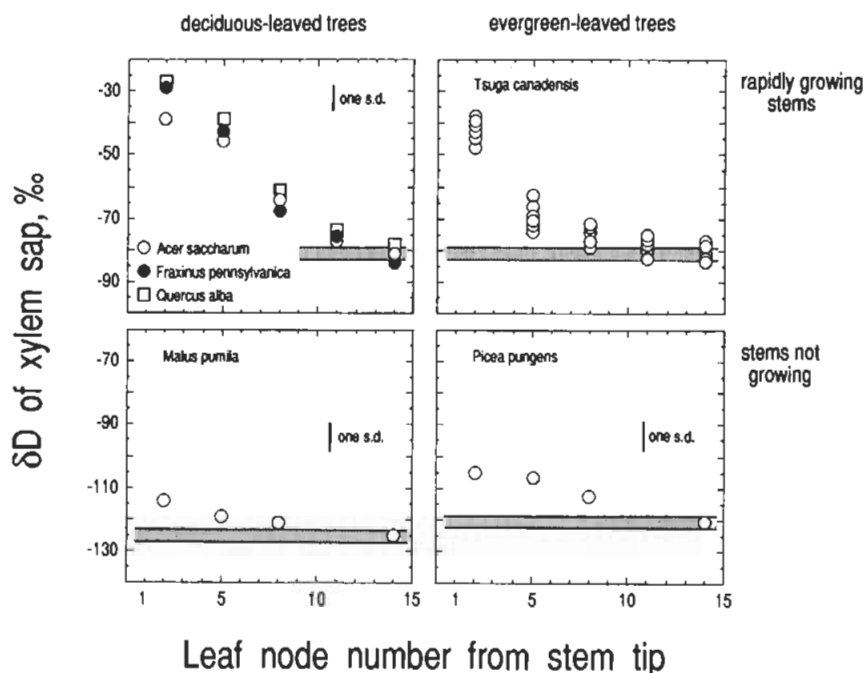 deciduous-leaved trees
evergreen-leaved trees
rapidly growing
stems
stems not
growing
δD of xylem sap, ‰
-30
-50
-70
-90
one s.d.
Acer saccharum
Fraxinus pennsylvanica
Quercus alba
Tsuga canadensis
-70
-90
-110
-130
Malus pumila
one s.d.
Picea pungens
one s.d.
1 5 10 15
1 5 10 15
Leaf node number from stem tip